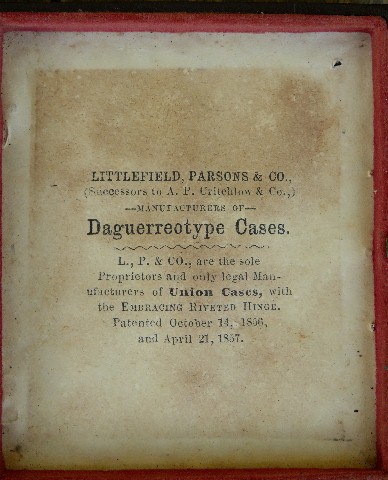 LITTLEFIELD, PARSONS & CO.,
(Successors to A. P. Critchlow & Co.,)
—MANUFACTURERS OF—
Daguerreotype Cases.
L., P. & CO., are the sole
Proprietors and only legal Man-
ufacturers of Union Cases, with
the EMBRACING RIVETED HINGE.
Patented October 14, 1856,
and April 21, 1857.